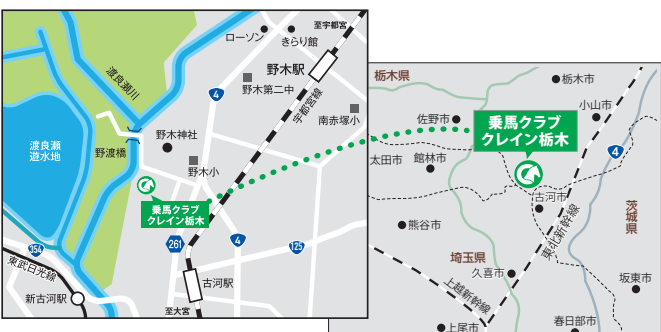 至宇都宮
ローソン
きらり館
渡良瀬川
野木駅
野木第二中
4
宇都宮線
南赤塚小
野木神社
渡良瀬
遊水地
野渡橋
野木小
乗馬クラブ
クレイン栃木
354
東武日光線
261
4
125
新古河駅
古河駅
至大宮
栃木県
栃木市
小山市
佐野市
乗馬クラブ
クレイン栃木
4
太田市
館林市
古河市
茨城県
熊谷市
東北新幹線
埼玉県
久喜市
上越新幹線
坂東市
上尾市
春日部市